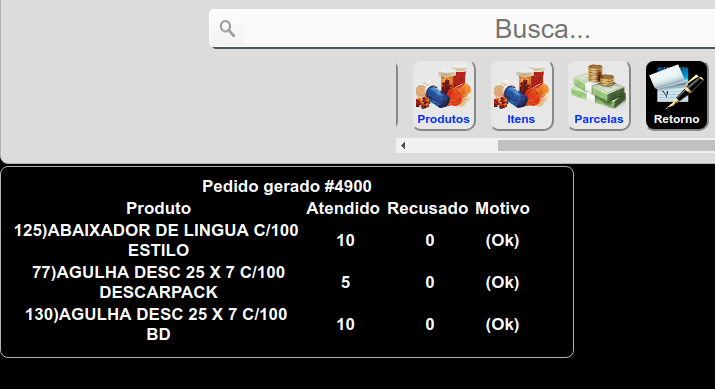 Busca...
Produtos Itens Parcelas Retorno
Pedido gerado #4900
Produto Atendido Recusado Motivo
125)ABAIXADOR DE LINGUA C/100
ESTILO
10 0 (Ok)
77)AGULHA DESC 25 X 7 C/100
DESCARPACK
5 0 (Ok)
130)AGULHA DESC 25 X 7 C/100
BD
10 0 (Ok)